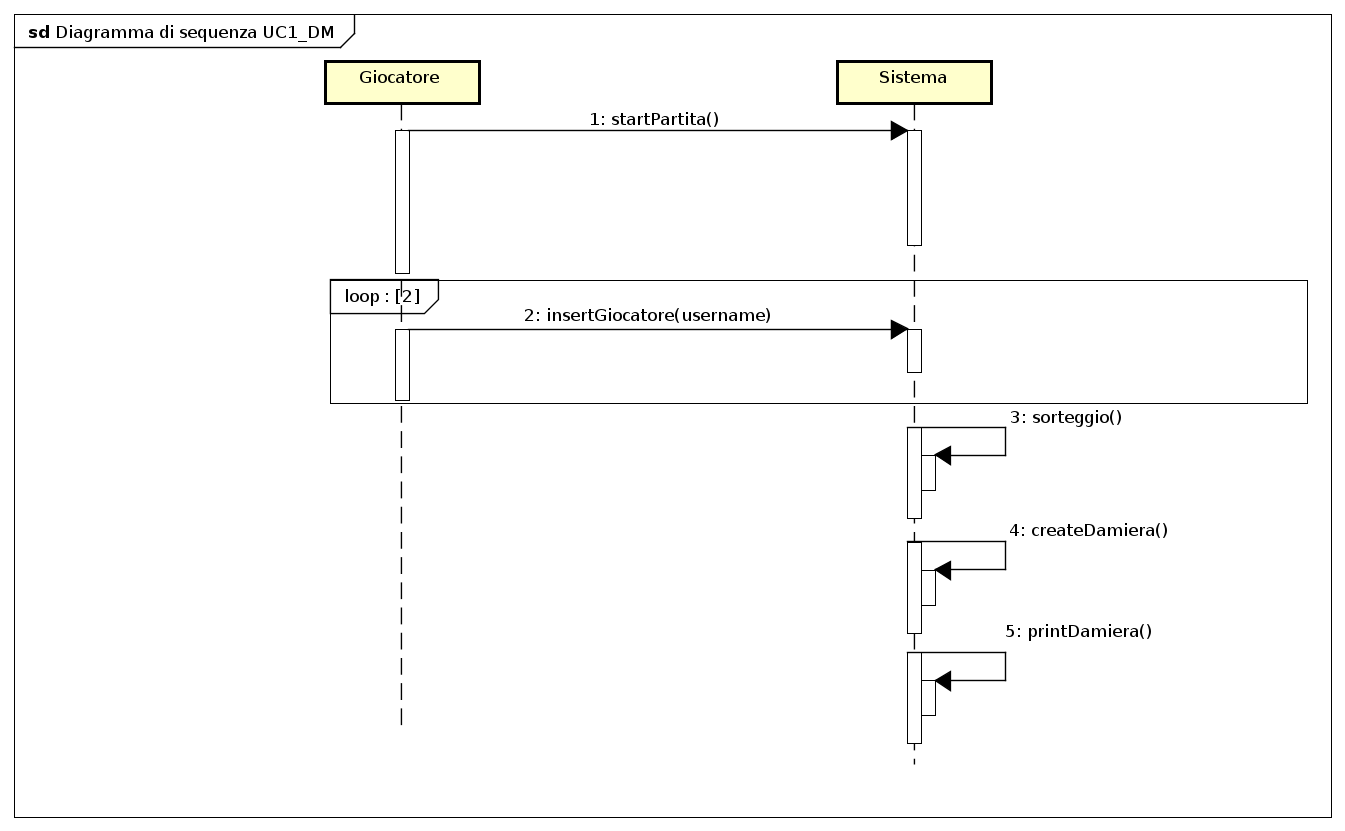 sd Diagramma di sequenza UC1_DM
Giocatore
Sistema
1: startPartita()
loop : [2]
2: insertGiocatore(username)
3: sorteggio()
4: createDamiera()
5: printDamiera()